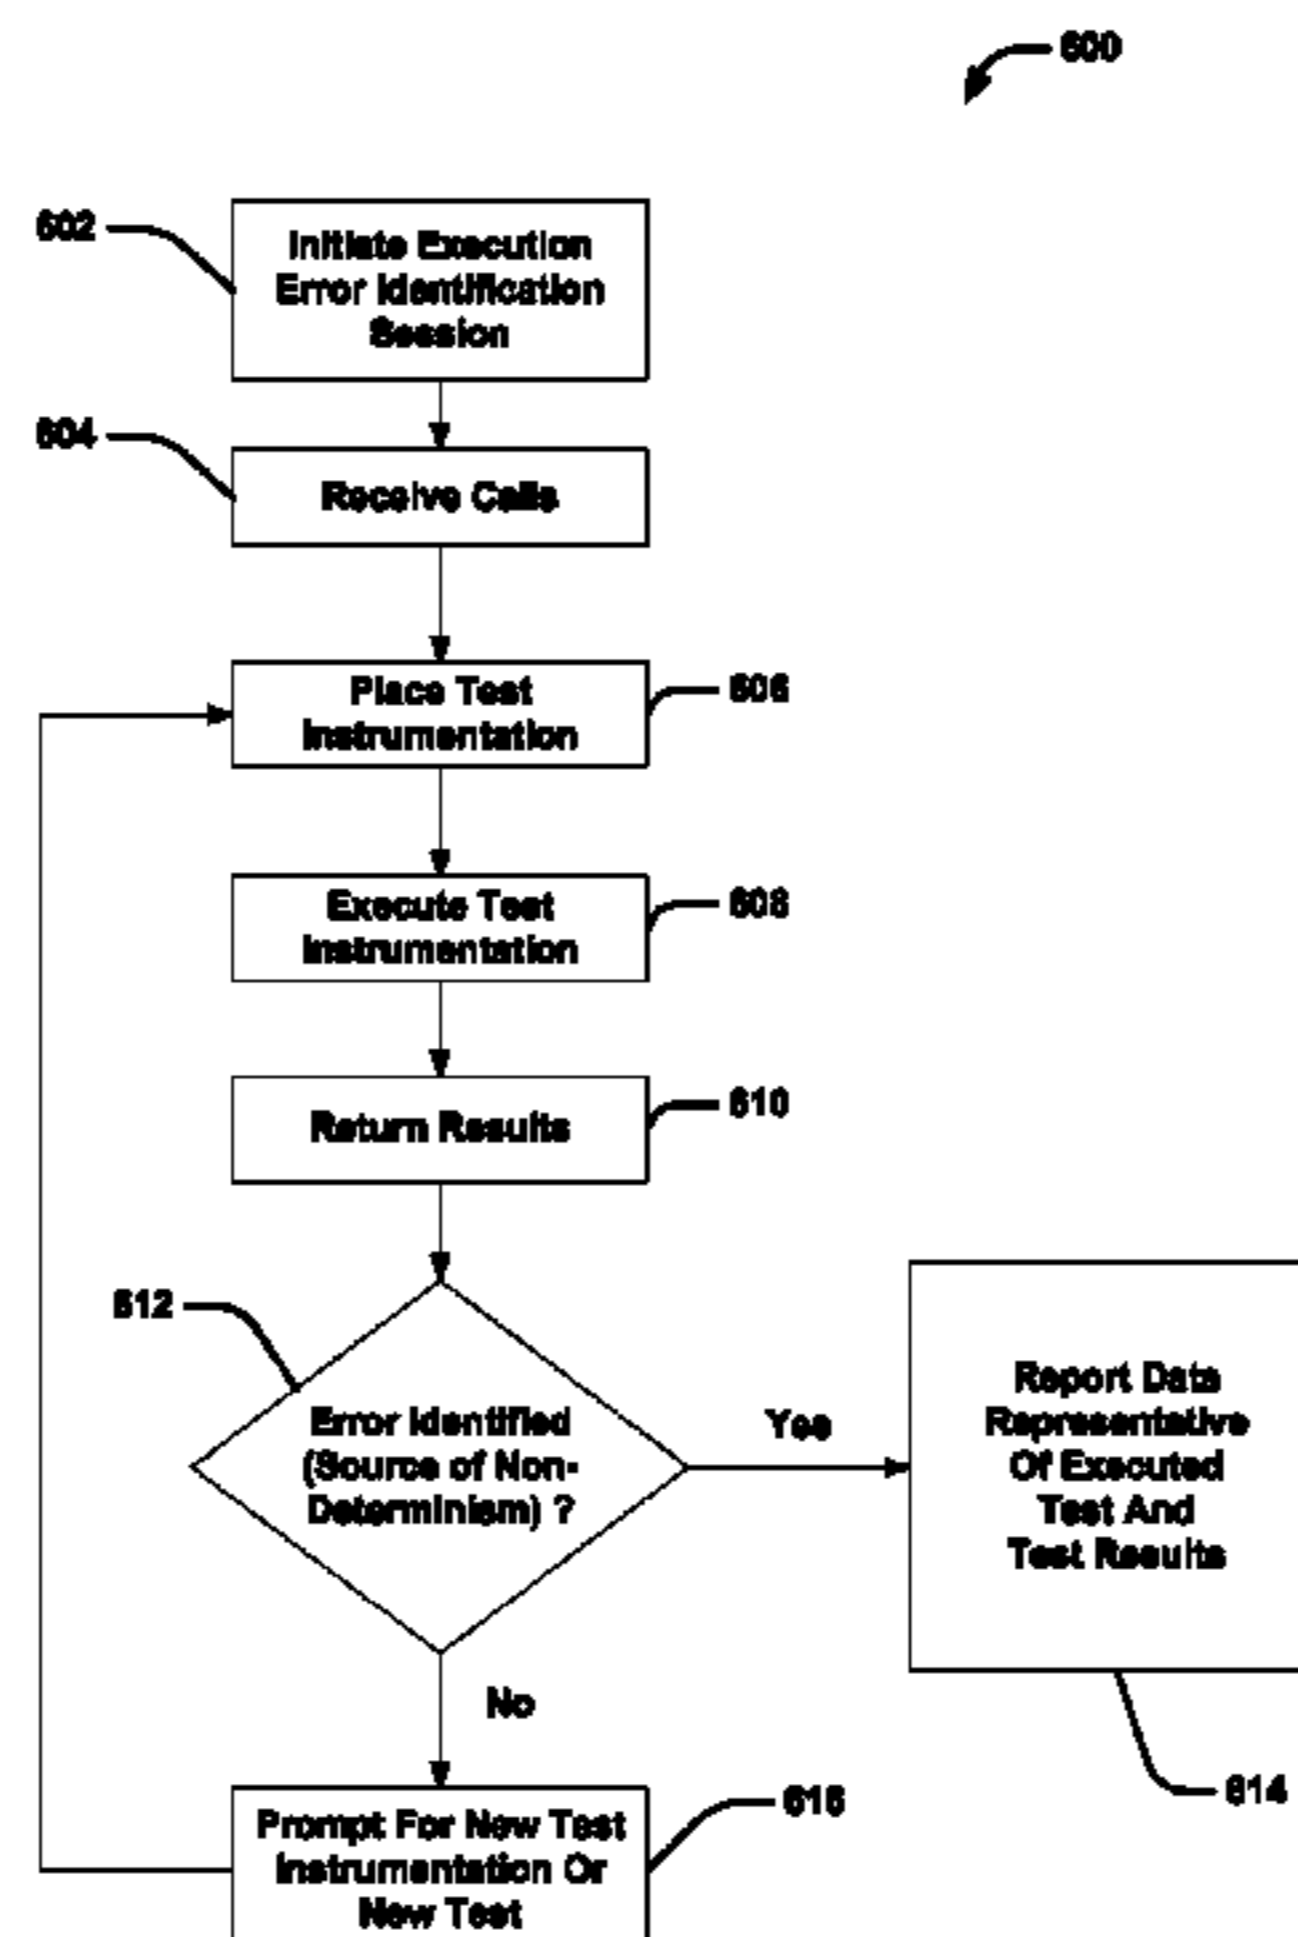 600
602
Initiate Execution
Error Identification
Session
604
Receive Calls
Place Test
Instrumentation
606
Execute Test
Instrumentation
608
Return Results
610
612
Error Identified
(Source of Non-
Determinism) ?
Yes
Report Data
Representative
Of Executed
Test And
Test Results
No
614
Prompt For New Test
Instrumentation Or
New Test
616